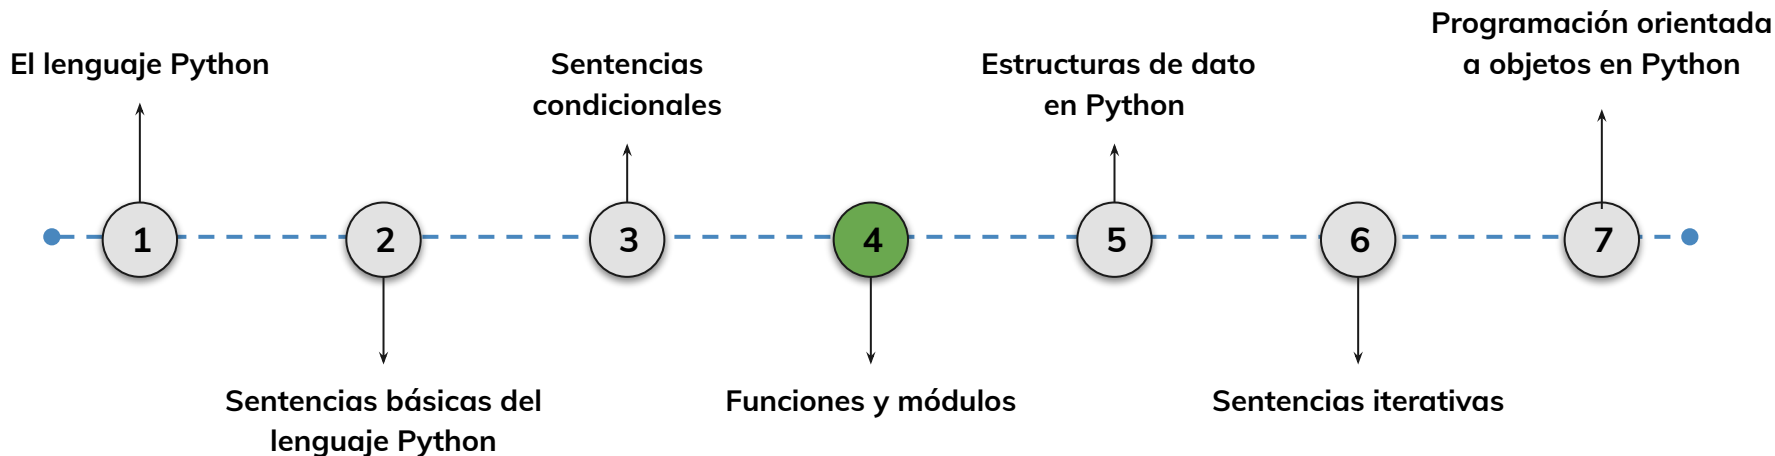 El lenguaje Python
Sentencias
condicionales
Estructuras de dato
en Python
Programación orientada
a objetos en Python
1
2
3
4
5
6
7
Sentencias básicas del
lenguaje Python
Funciones y módulos
Sentencias iterativas